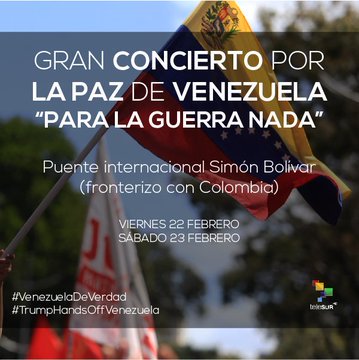 GRAN CONCIERTO POR
LA PAZ DE VENEZUELA
“PARA LA GUERRA NADA”
Puente internacional Simón Bolívar
(fronterizo con Colombia)
VIERNES 22 FEBRERO
SÁBADO 23 FEBRERO
#VenezuelaDeVerdad
#TrumpHandsOffVenezuela
teleSUR